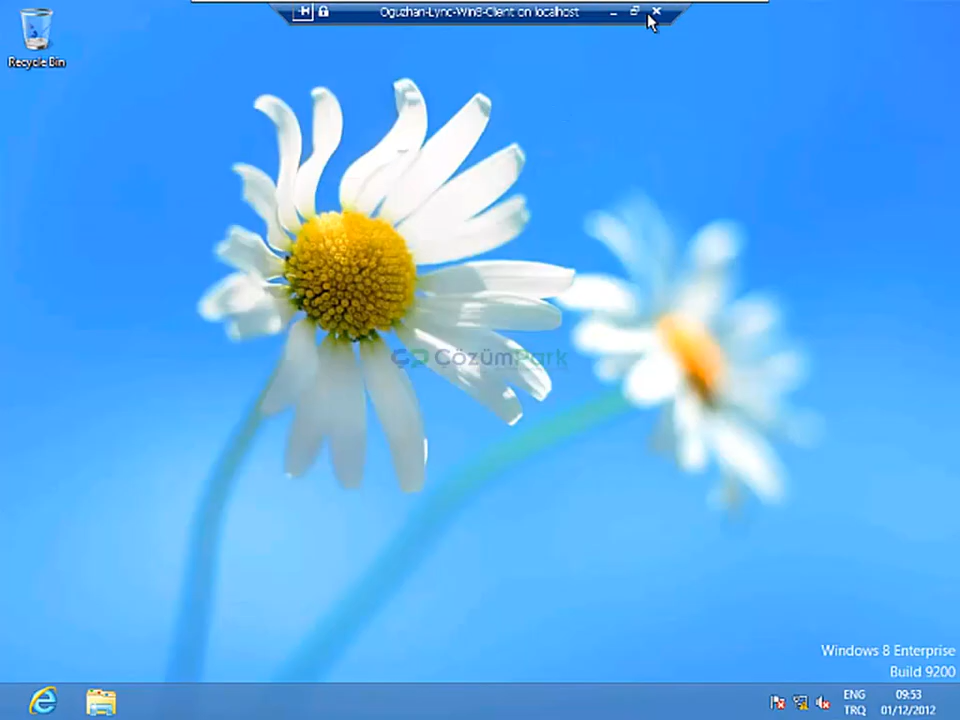 Oguzhan-Lync-Win8-Client on localhost
Recycle Bin
ÇözümPark
Windows 8 Enterprise
Build 9200
ENG
TRQ
09:53
01/12/2012